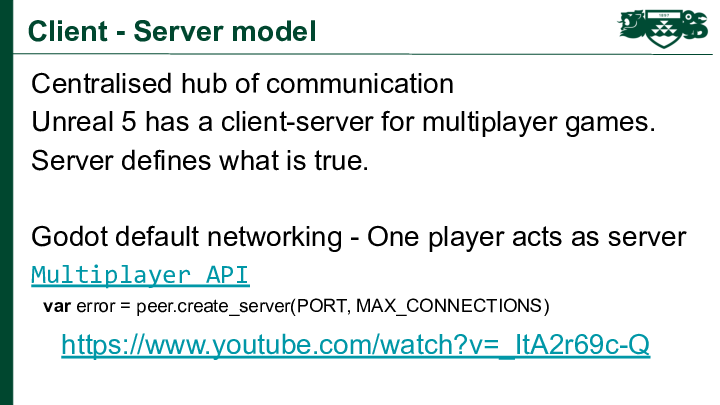 Client - Server model
Centralised hub of communication
Unreal 5 has a client-server for multiplayer games.
Server defines what is true.
Godot default networking - One player acts as server
Multiplayer API
var error = peer.create_server(PORT, MAX_CONNECTIONS)
https://www.youtube.com/watch?v=_ItA2r69c-Q